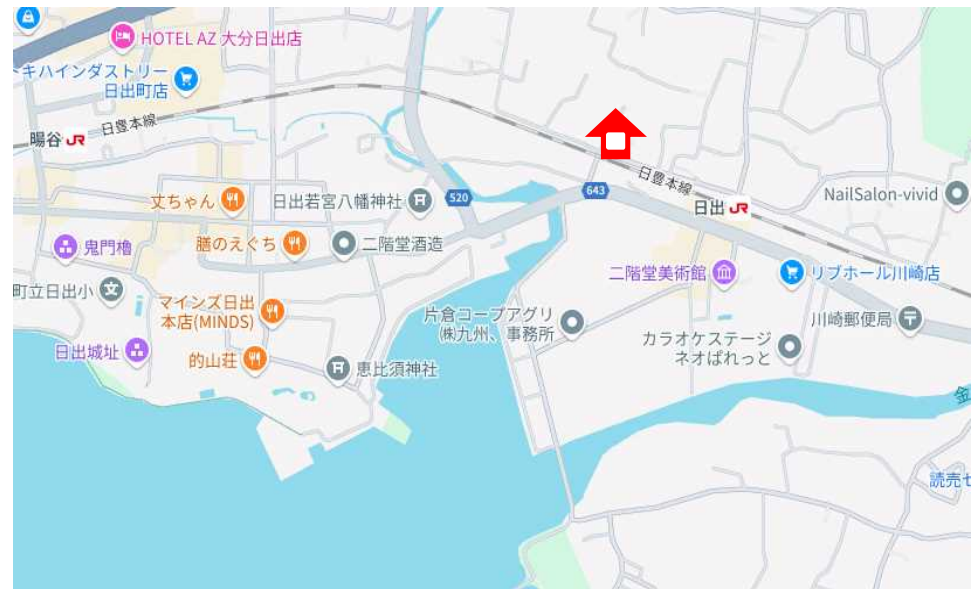 HOTEL AZ 大分日出店
トキハインダストリー
日出町店
暘谷 JR
日豊本線
日豊本線
日出 JR
NailSalon-vivid
丈ちゃん
日出若宮八幡神社
520
643
鬼門櫓
膳のえぐち
二階堂酒造
二階堂美術館
リブホール川崎店
町立日出小
マインズ日出
本店(MINDS)
片倉コープアグリ
㈱九州、事務所
川崎郵便局
カラオケステージ
ネオぱれっと
日出城址
的山荘
恵比須神社
金
読売セ